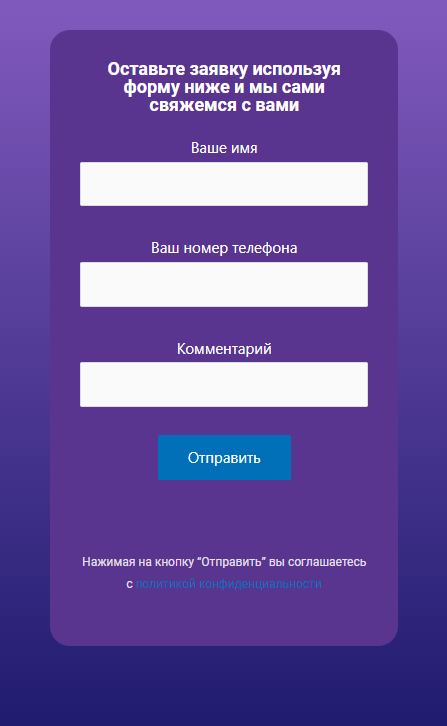 Оставьте заявку используя
форму ниже и мы сами
свяжемся с вами
Ваше имя
Ваш номер телефона
Комментарий
Отправить
Нажимая на кнопку “Отправить” вы соглашаетесь
с политикой конфиденциальности